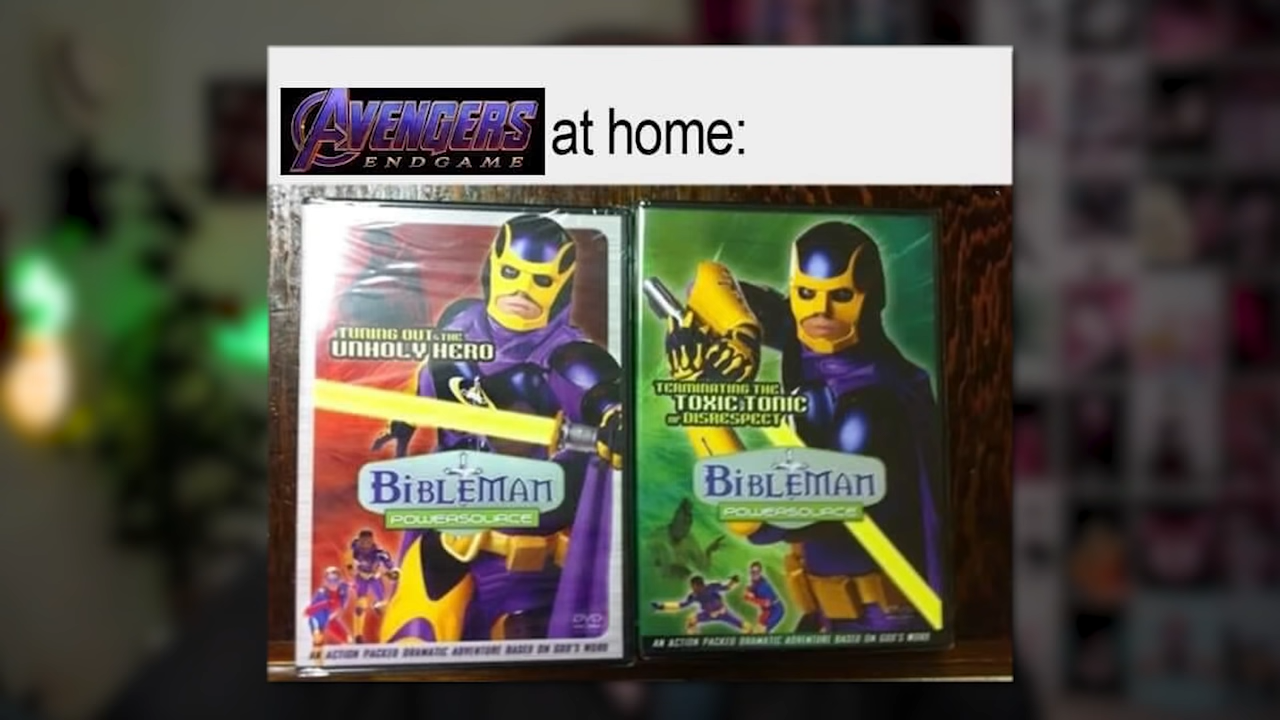 AVENGERS
ENDGAME
at home:
TUNING OUT THE
UNHOLY HERO
BIBLEMAN
POWERSOURCE
DVD
AN ACTION PACKED DRAMATIC ADVENTURE BASED ON GOD'S WORD
TERMINATING THE
TOXIC TONIC
OF DISRESPECT
BIBLEMAN
POWERSOURCE
AN ACTION PACKED DRAMATIC ADVENTURE BASED ON GOD'S WORD